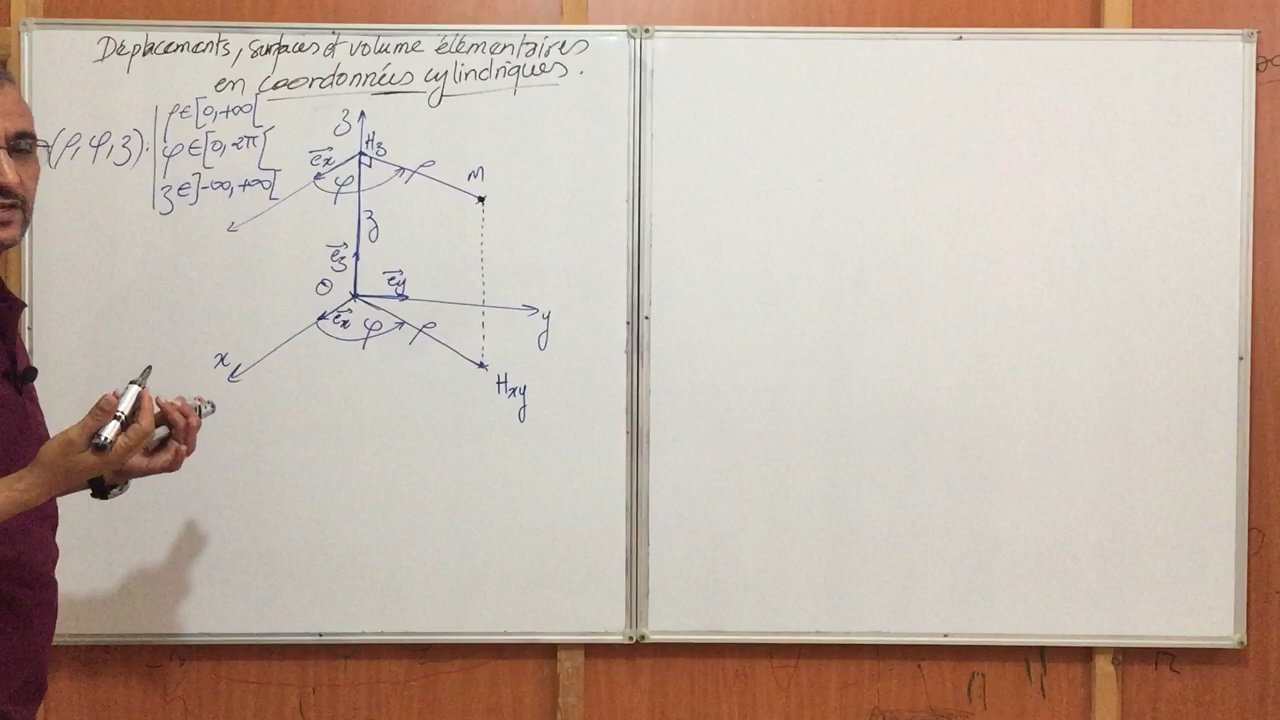 Déplacements, surfaces et volume élémentaires
en coordonnées cylindriques.
(ρ, φ, z):
ρ ∈ [0, +∞[
φ ∈ [0, 2π[
z ∈ ]-∞, +∞[
z
Hz
ex
φ
ρ
M
z
ez
O
ey
ex
φ
ρ
y
x
Hxy